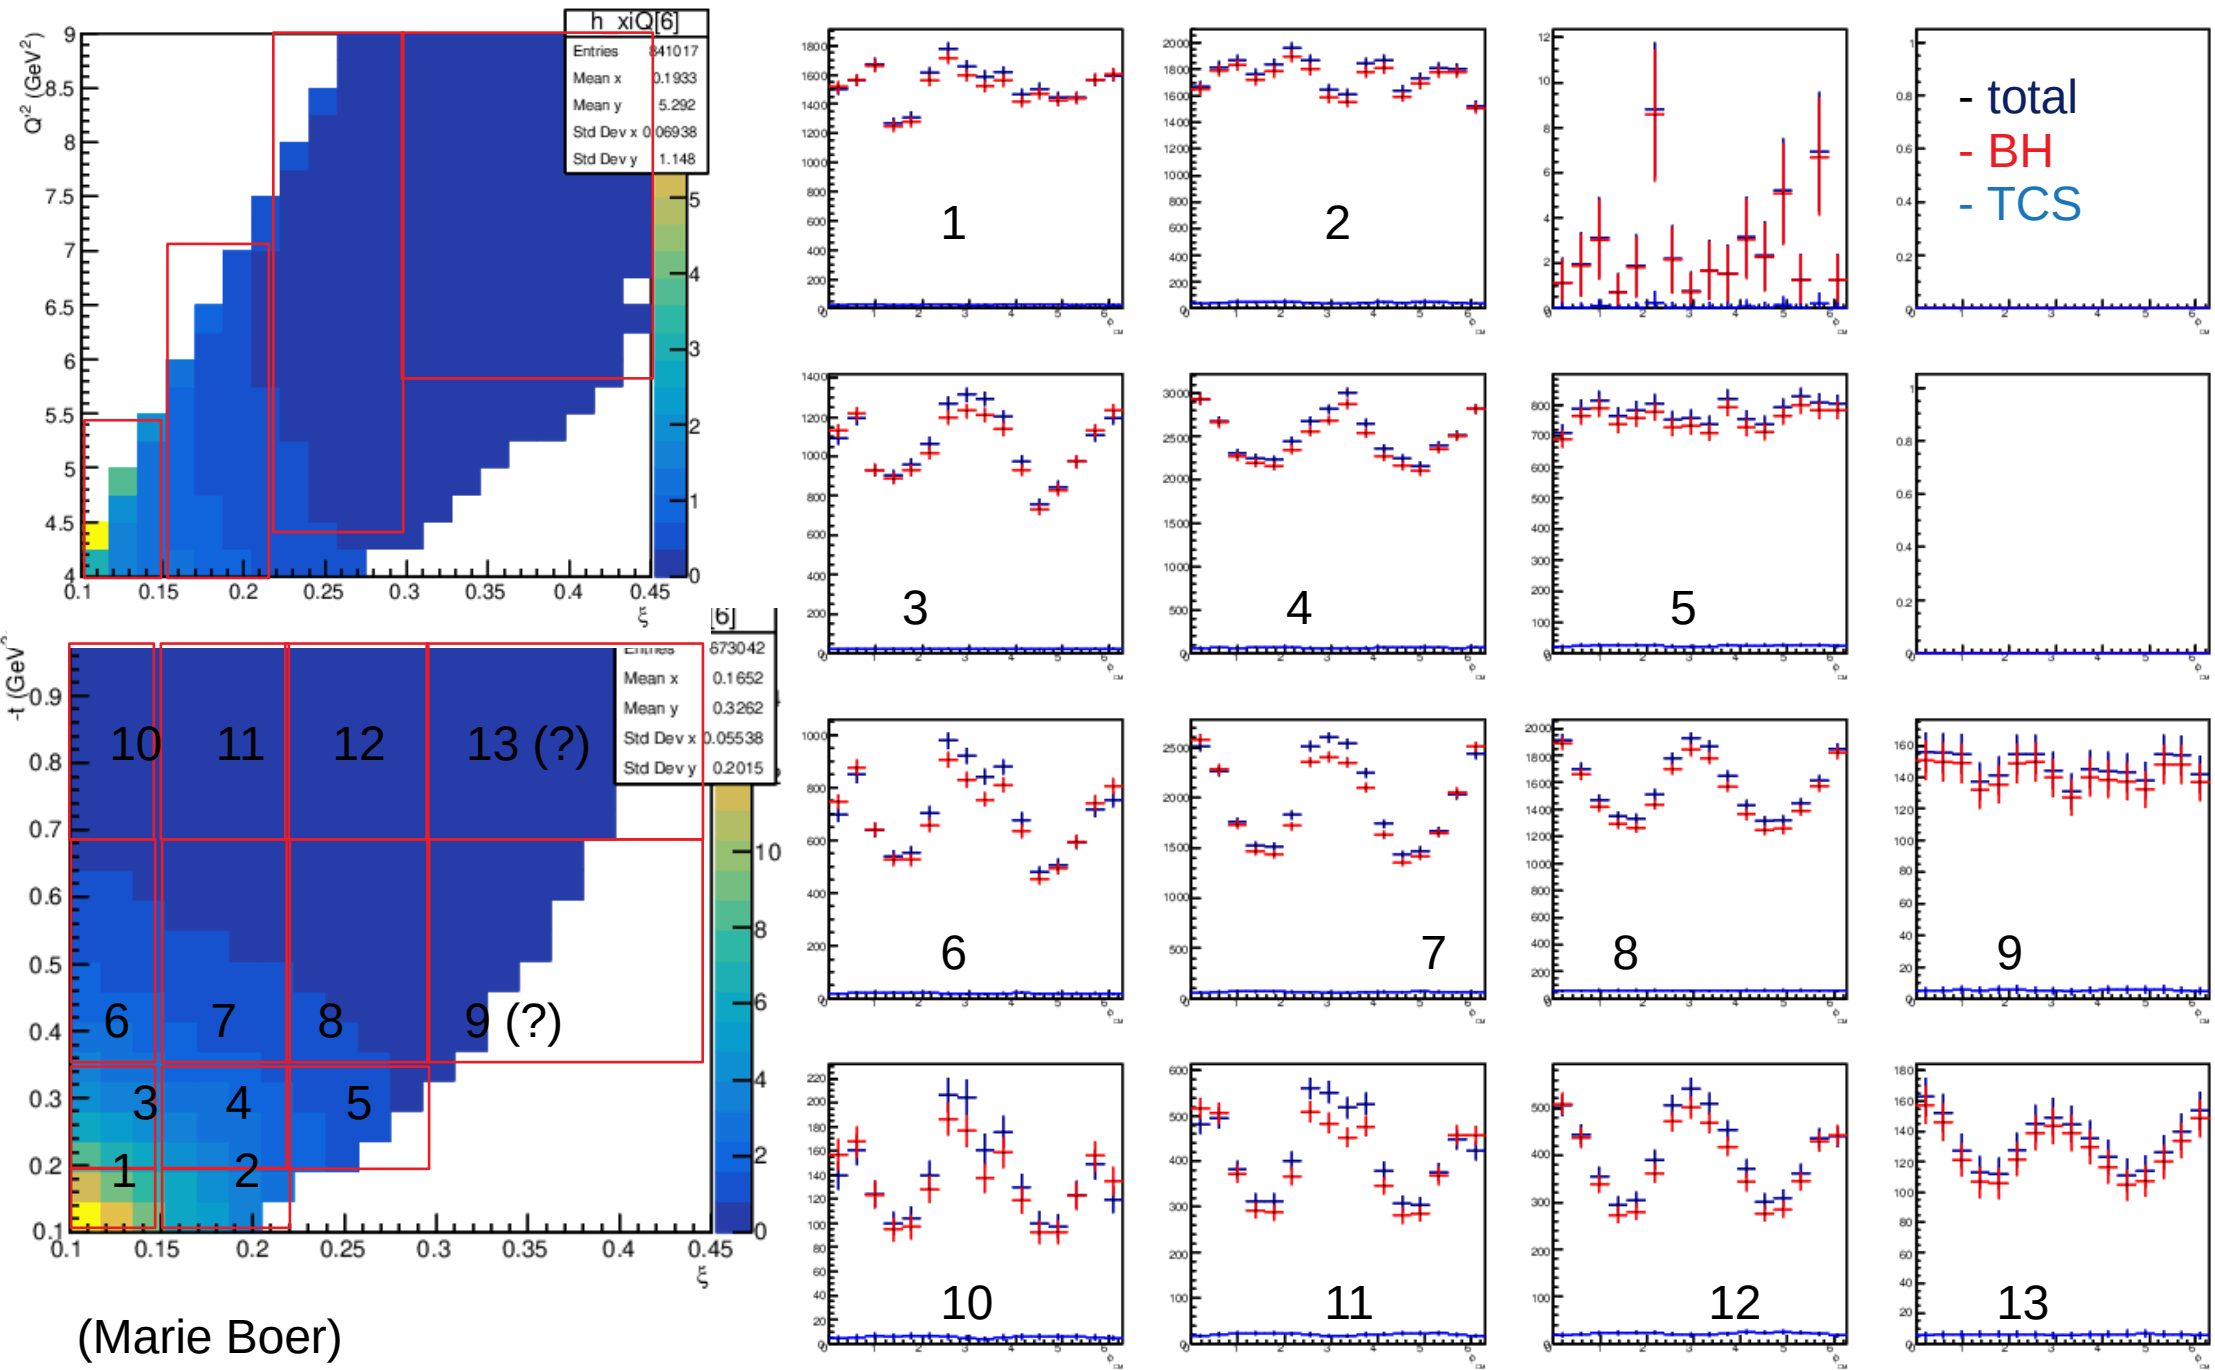 h_xiQ[6]
Entries 841017
Mean x 0.1933
Mean y 5.292
Std Dev x 0.06938
Std Dev y 1.148
Q'² (GeV²)
9
8.5
8
7.5
7
6.5
6
5.5
5
4.5
4
0.1 0.15 0.2 0.25 0.3 0.35 0.4 0.45
ξ
5
4
3
2
1
0
[6]
Entries 673042
Mean x 0.1652
Mean y 0.3262
Std Dev x 0.05538
Std Dev y 0.2015
-t (GeV²
0.9
0.8
0.7
0.6
0.5
0.4
0.3
0.2
0.1
10 11 12 13 (?)
6 7 8 9 (?)
3 4 5
1 2
0.1 0.15 0.2 0.25 0.3 0.35 0.4 0.45
ξ
10
8
6
4
2
0
(Marie Boer)
1
2
- total
- BH
- TCS
3
4
5
6
7
8
9
10
11
12
13